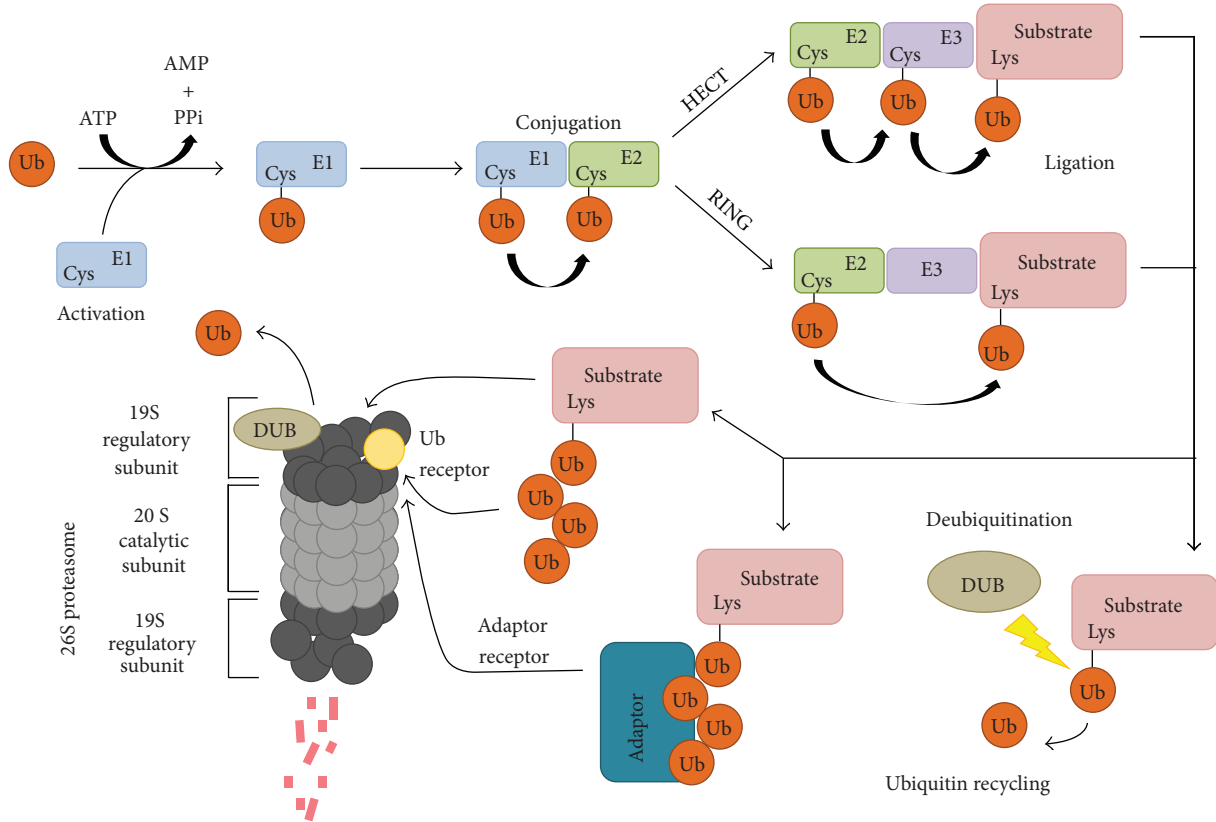 Ub
ATP
AMP
+
PPi
Cys
E1
Activation
Cys
E1
Ub
Conjugation
Cys
E1
Cys
E2
Ub
Ub
HECT
RING
Cys
E2
Cys
E3
Substrate
Lys
Ub
Ub
Ub
Ligation
Cys
E2
E3
Substrate
Lys
Ub
Ub
Ub
DUB
19S
regulatory
subunit
20 S
catalytic
subunit
19S
regulatory
subunit
26S proteasome
Ub
receptor
Substrate
Lys
Ub
Ub
Ub
Ub
Adaptor
receptor
Substrate
Lys
Ub
Ub
Ub
Ub
Adaptor
Deubiquitination
DUB
Substrate
Lys
Ub
Ub
Ubiquitin recycling